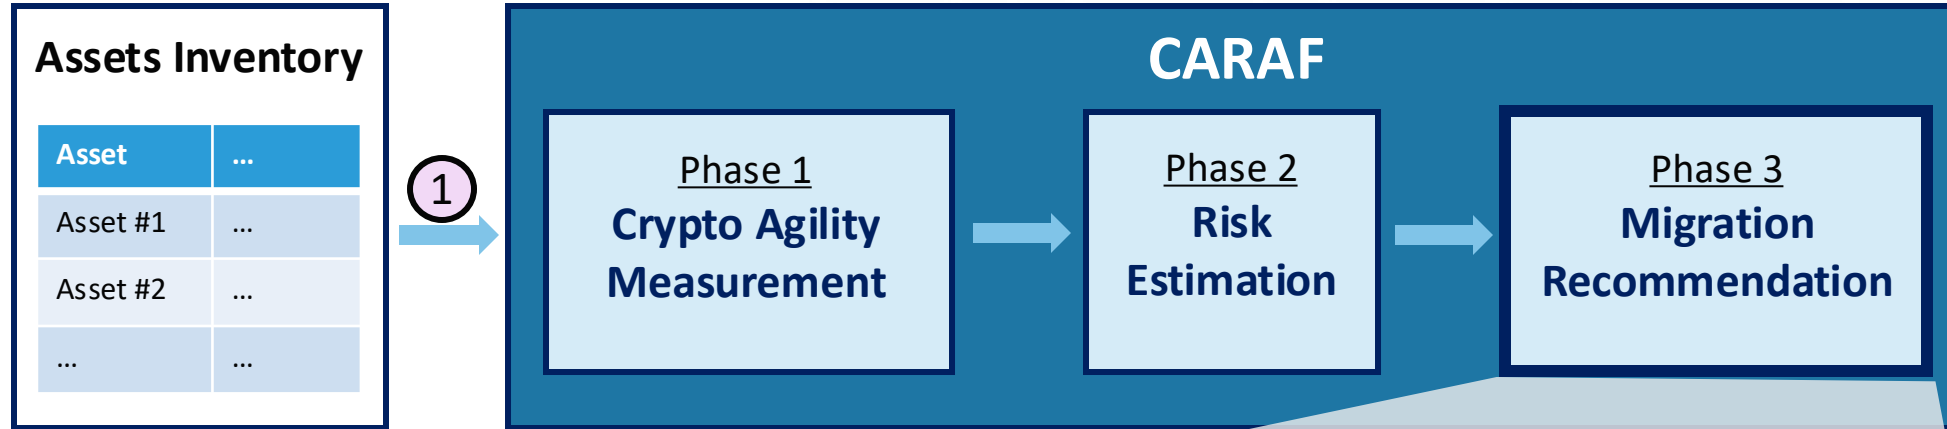 Assets Inventory
Asset ...
Asset #1 ...
Asset #2 ...
... ...
1
CARAF
Phase 1
Crypto Agility
Measurement
Phase 2
Risk
Estimation
Phase 3
Migration
Recommendation